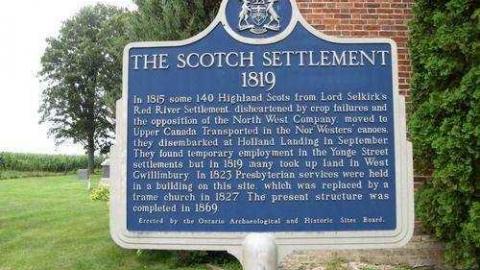 THE SCOTCH SETTLEMENT
1819
In 1815 some 140 Highland Scots from Lord Selkirk's
Red River Settlement, disheartened by crop failures and
the opposition of the North West Company, moved to
Upper Canada Transported in the Nor'Westers' canoes,
they disembarked at Holland Landing in September.
They found temporary employment in the Yonge Street
settlements but in 1819 many took up land in West
Gwillimbury. In 1823 Presbyterian services were held
in a building on this site, which was replaced by a
frame church in 1827. The present structure was
completed in 1869.
Erected by the Ontario Archaeological and Historic Sites Board.